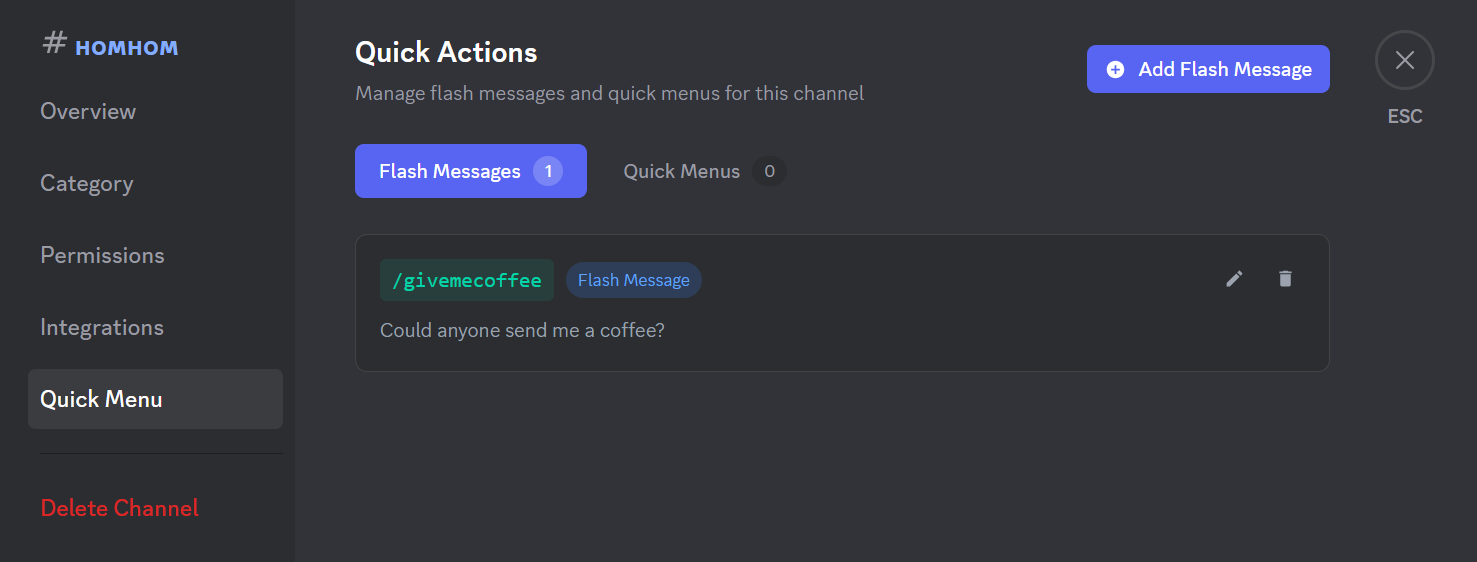 # HOMHOM
Overview
Category
Permissions
Integrations
Quick Menu
Delete Channel
Quick Actions
Manage flash messages and quick menus for this channel
Add Flash Message
ESC
Flash Messages 1
Quick Menus 0
/givemecoffee Flash Message
Could anyone send me a coffee?